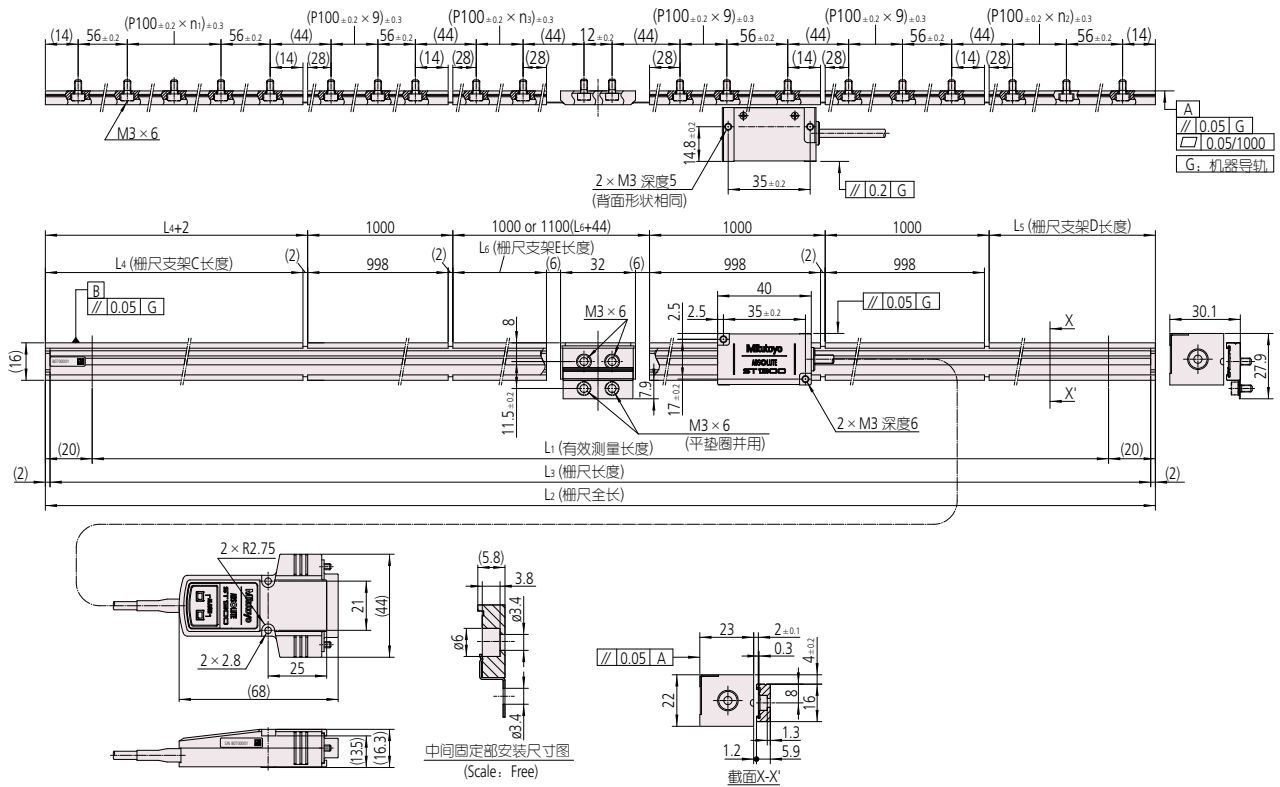 (P100±0.2 × n1)±0.3
(P100±0.2 × n3)±0.3
(P100±0.2 × 9)±0.3
(P100±0.2 × 9)±0.3
(P100±0.2 × 9)±0.3
(P100±0.2 × n2)±0.3
(14)
56±0.2
56±0.2
(44)
56±0.2
(44)
(44)
12±0.2
(44)
56±0.2
(44)
56±0.2
(44)
56±0.2
(14)
(14)
(28)
(14)
(28)
(28)
(28)
(14)
(28)
(14)
(28)
M3 × 6
14.8±0.2
2 × M3 深度5
(背面形状相同)
35±0.2
// 0.2 G
A
// 0.05 G
0.05/1000
G：机器导轨
L4+2
1000
1000 or 1100(L6+44)
1000
1000
L5 (栅尺支架D长度)
L4 (栅尺支架C长度)
(2)
998
L6 (栅尺支架E长度)
(6)
32
(6)
998
(2)
998
B
// 0.05 G
M3 × 6
8
40
2.5
2.5
35±0.2
// 0.05 G
X
30.1
(16)
Mitutoyo
ABSOLUTE
ST1300
27.9
11.5±0.2
7.9
17±0.2
X'
M3 × 6
(平垫圈并用)
2 × M3 深度6
(20)
L1 (有效测量长度)
(20)
(2)
L3 (栅尺长度)
(2)
L2 (栅尺全长)
2 × R2.75
Mitutoyo
ABSOLUTE
ST1300
21
(44)
2 × 2.8
25
(68)
(13.5)
(16.3)
(5.8)
3.8
ø3.4
ø6
ø3.4
中间固定部安装尺寸图
(Scale：Free)
23
2±0.1
0.3
4±0.2
// 0.05 A
22
8
16
1.3
1.2
5.9
截面X-X'